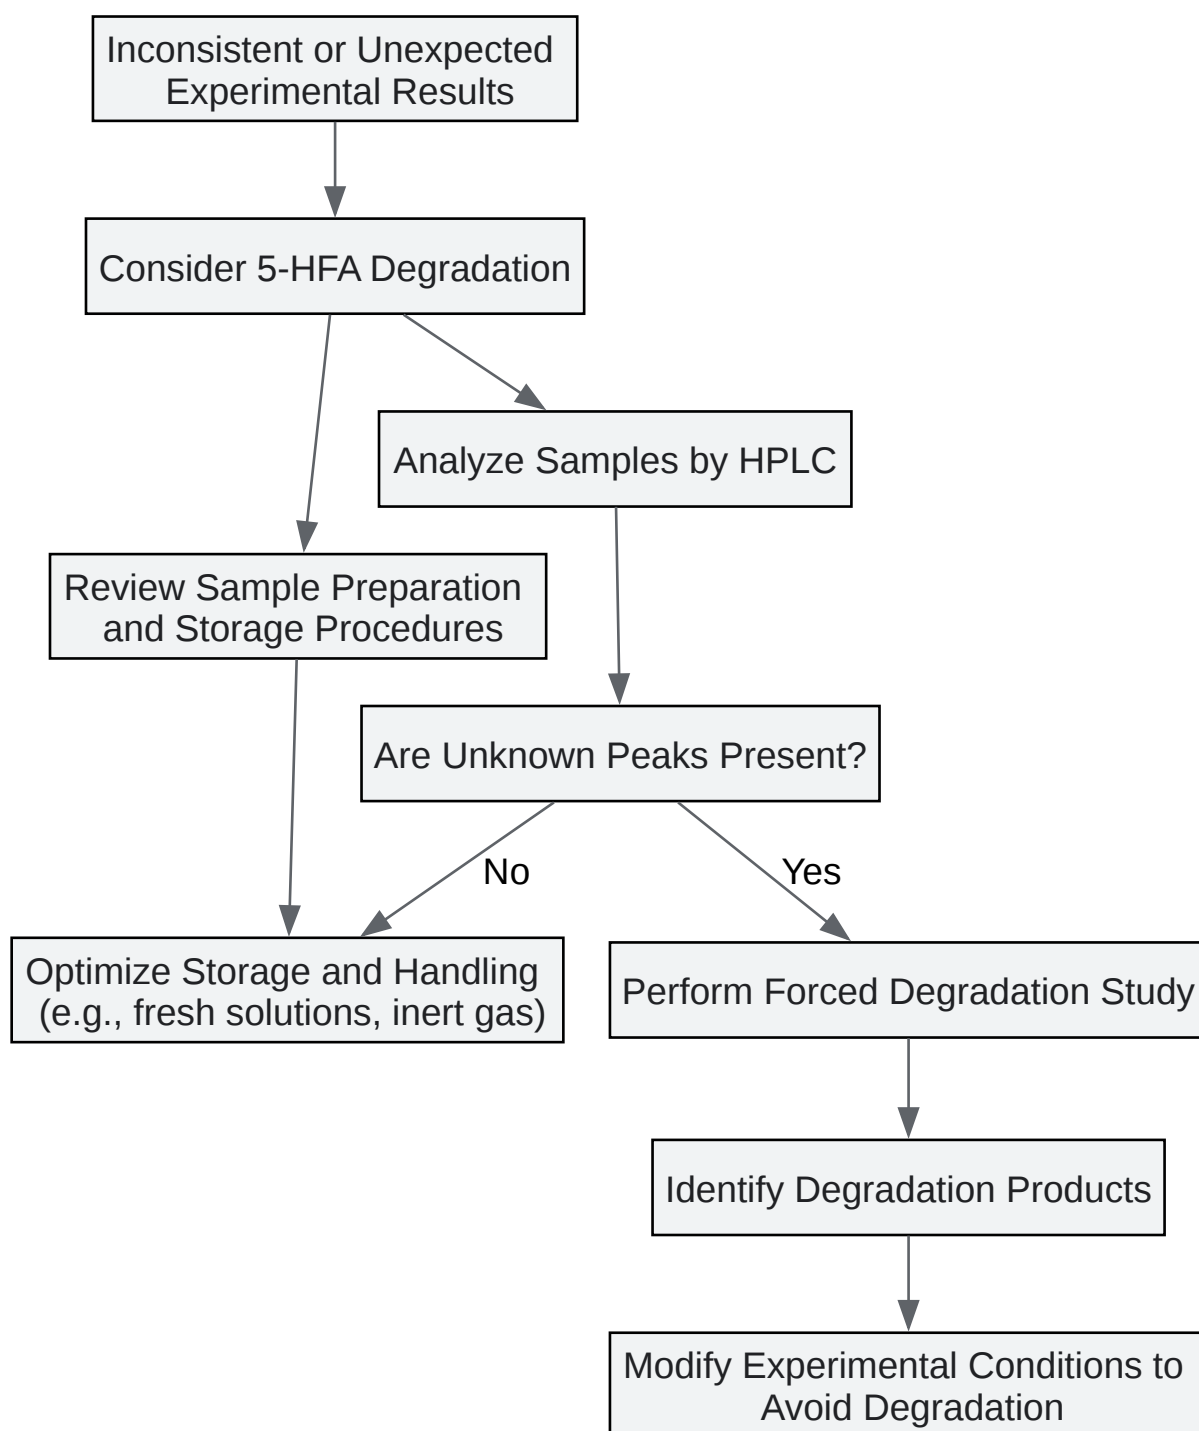 Inconsistent or Unexpected
Experimental Results
Consider 5-HFA Degradation
Analyze Samples by HPLC
Review Sample Preparation
and Storage Procedures
Are Unknown Peaks Present?
No
Yes
Optimize Storage and Handling
(e.g., fresh solutions, inert gas)
Perform Forced Degradation Study
Identify Degradation Products
Modify Experimental Conditions to
Avoid Degradation